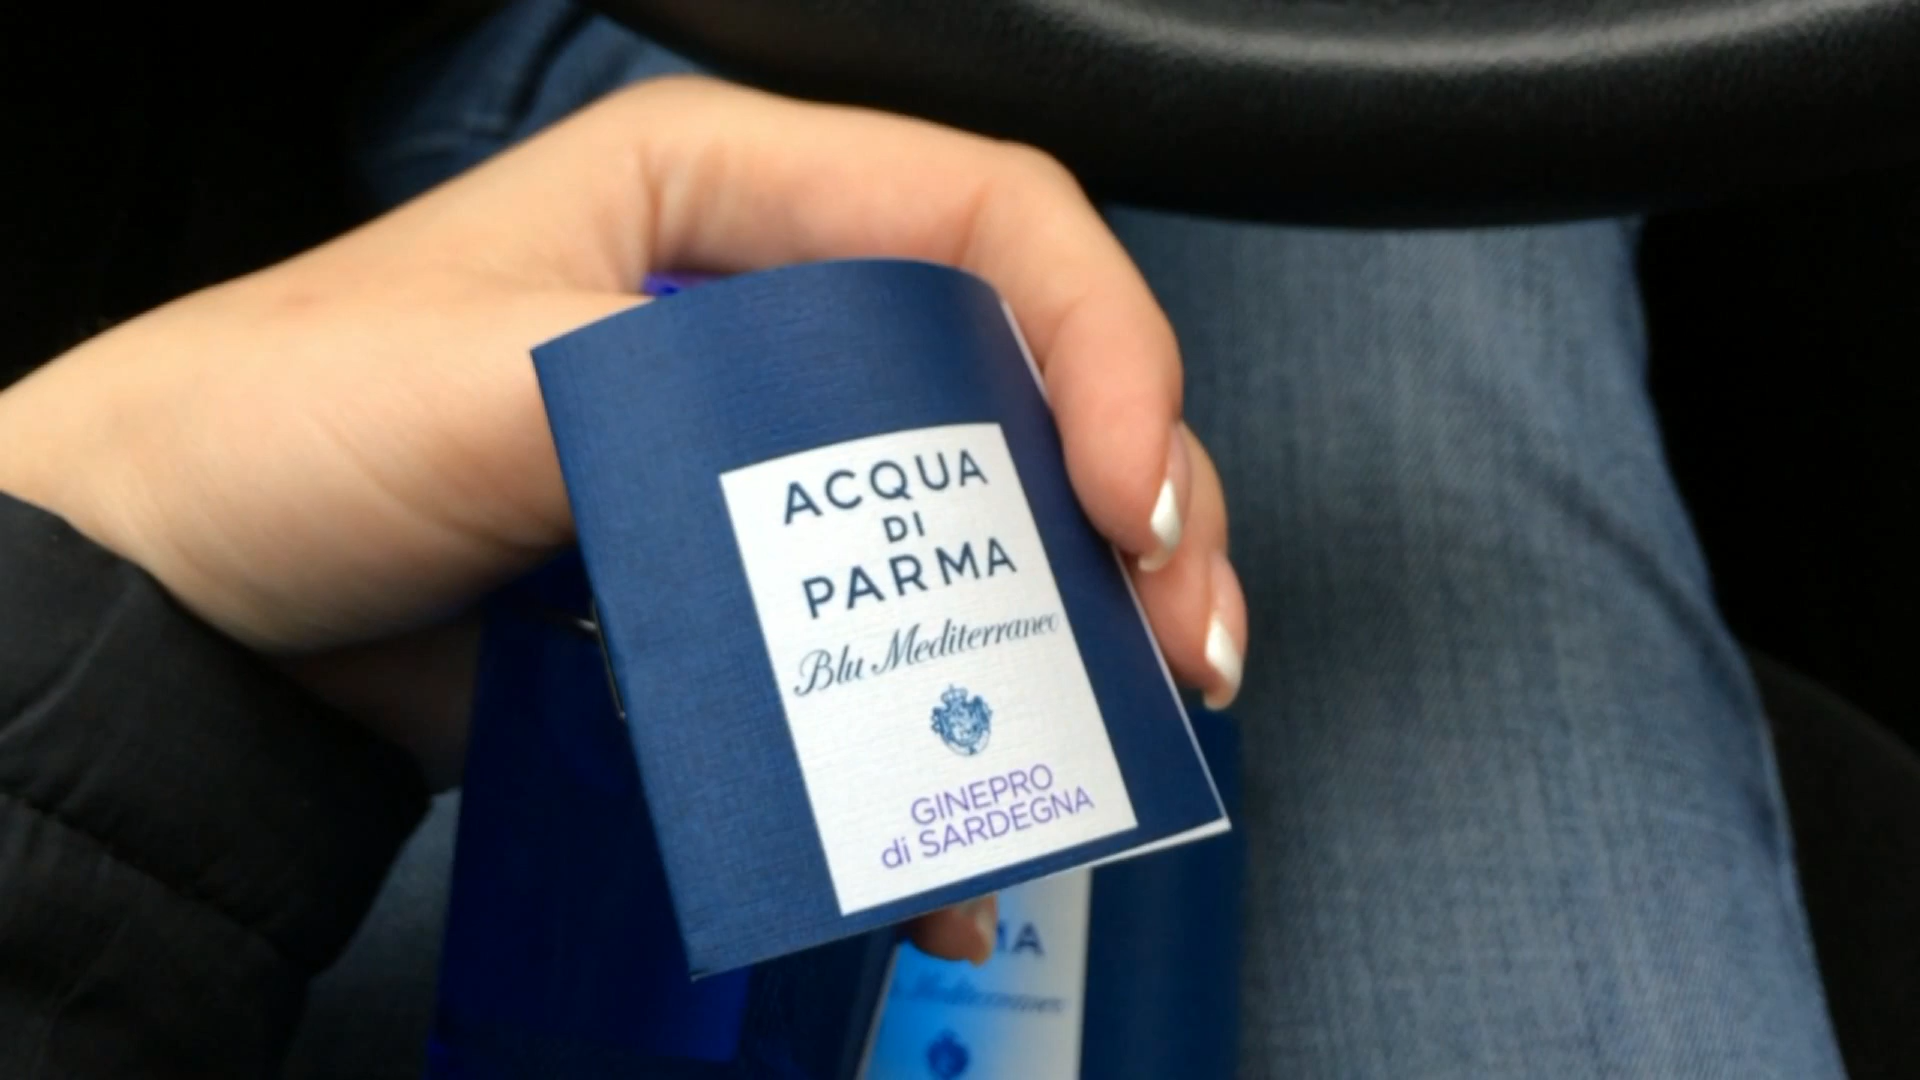 ACQUA
DI
PARMA
Blu Mediterraneo
GINEPRO
di SARDEGNA